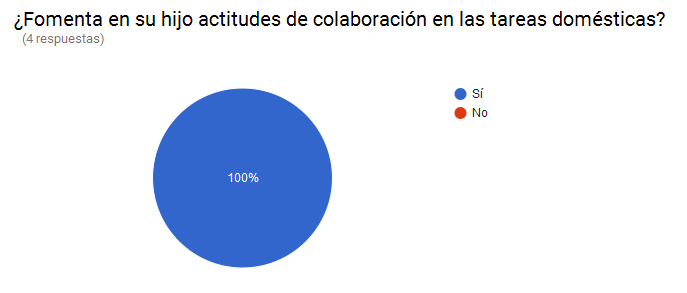 ¿Fomenta en su hijo actitudes de colaboración en las tareas domésticas?
(4 respuestas)
Sí
No
100%